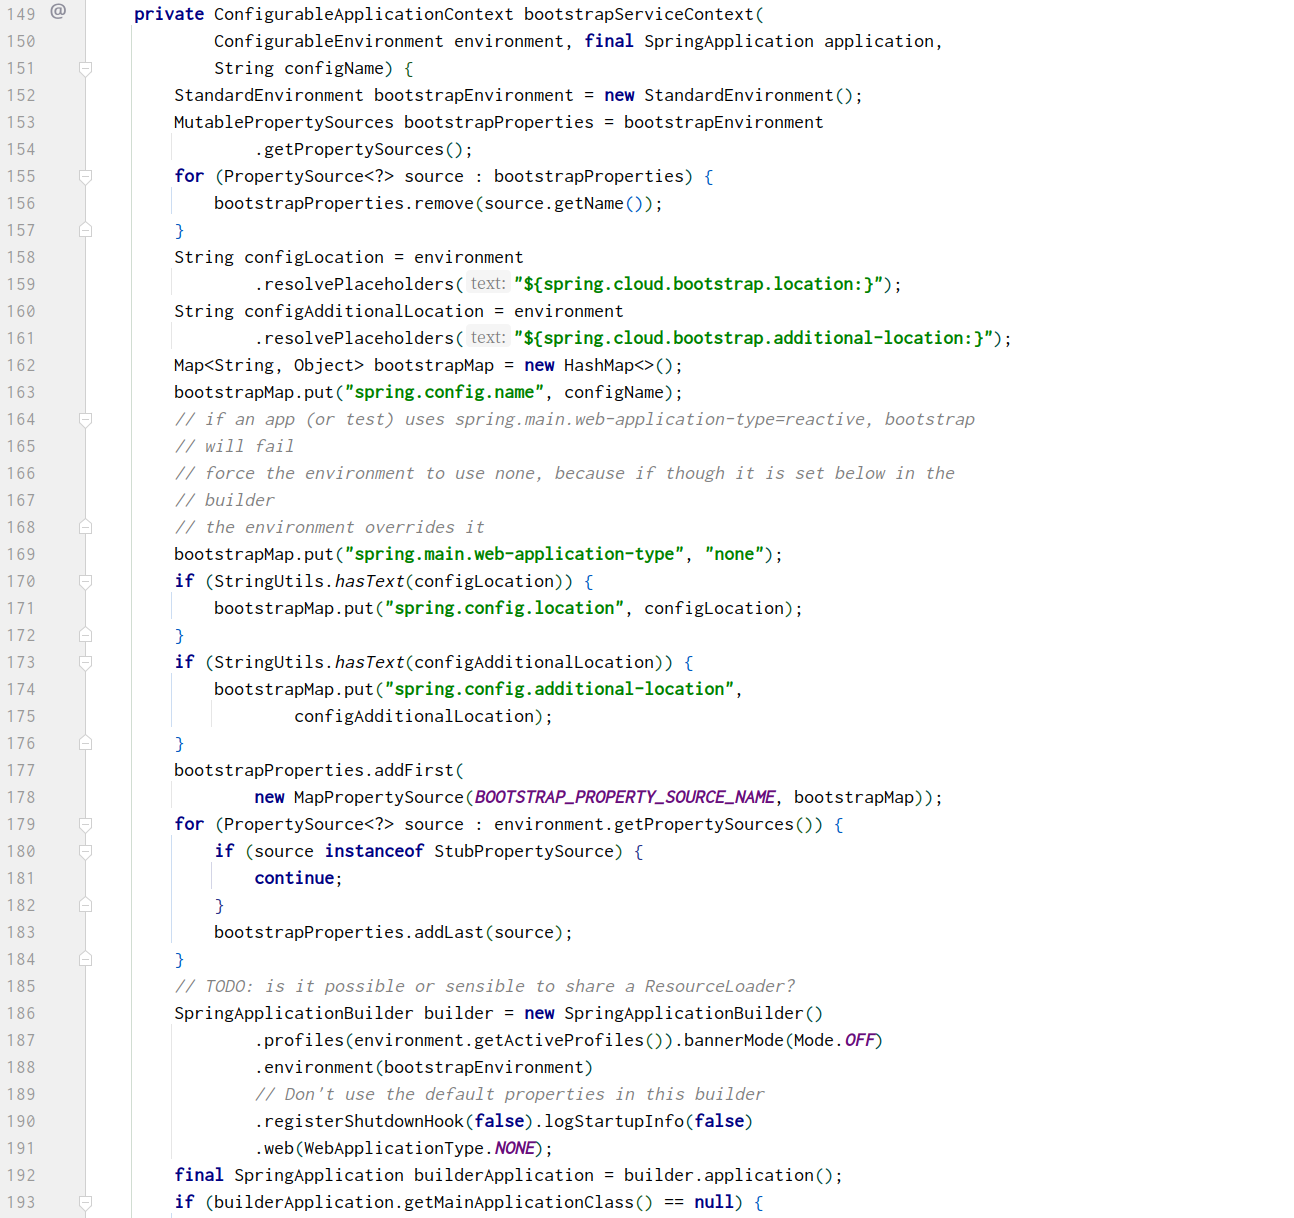 149 @ private ConfigurableApplicationContext bootstrapServiceContext(
150 ConfigurableEnvironment environment, final SpringApplication application,
151 String configName) {
152 StandardEnvironment bootstrapEnvironment = new StandardEnvironment();
153 MutablePropertySources bootstrapProperties = bootstrapEnvironment
154 .getPropertySources();
155 for (PropertySource<?> source : bootstrapProperties) {
156 bootstrapProperties.remove(source.getName());
157 }
158 String configLocation = environment
159 .resolvePlaceholders( text: "${spring.cloud.bootstrap.location:}");
160 String configAdditionalLocation = environment
161 .resolvePlaceholders( text: "${spring.cloud.bootstrap.additional-location:}");
162 Map<String, Object> bootstrapMap = new HashMap<>();
163 bootstrapMap.put("spring.config.name", configName);
164 // if an app (or test) uses spring.main.web-application-type=reactive, bootstrap
165 // will fail
166 // force the environment to use none, because if though it is set below in the
167 // builder
168 // the environment overrides it
169 bootstrapMap.put("spring.main.web-application-type", "none");
170 if (StringUtils.hasText(configLocation)) {
171 bootstrapMap.put("spring.config.location", configLocation);
172 }
173 if (StringUtils.hasText(configAdditionalLocation)) {
174 bootstrapMap.put("spring.config.additional-location",
175 configAdditionalLocation);
176 }
177 bootstrapProperties.addFirst(
178 new MapPropertySource(BOOTSTRAP_PROPERTY_SOURCE_NAME, bootstrapMap));
179 for (PropertySource<?> source : environment.getPropertySources()) {
180 if (source instanceof StubPropertySource) {
181 continue;
182 }
183 bootstrapProperties.addLast(source);
184 }
185 // TODO: is it possible or sensible to share a ResourceLoader?
186 SpringApplicationBuilder builder = new SpringApplicationBuilder()
187 .profiles(environment.getActiveProfiles()).bannerMode(Mode.OFF)
188 .environment(bootstrapEnvironment)
189 // Don't use the default properties in this builder
190 .registerShutdownHook(false).logStartupInfo(false)
191 .web(WebApplicationType.NONE);
192 final SpringApplication builderApplication = builder.application();
193 if (builderApplication.getMainApplicationClass() == null) {